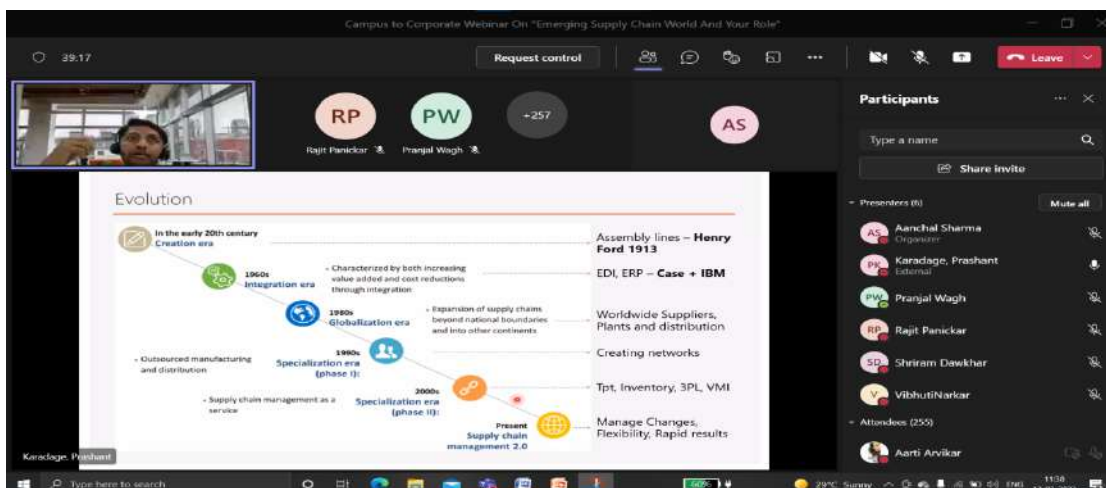 Campus to Corporate Webinar On "Emerging Supply Chain World And Your Role"
39:17
Request control
Leave
RP
PW
+257
AS
Rajit Panickar
Pranjal Wagh
Participants
Type a name
Share invite
Presenters (6)
Mute all
AS
Aanchal Sharma
Organizer
PK
Karadage, Prashant
External
PW
Pranjal Wagh
RP
Rajit Panickar
SD
Shriram Dawkhar
V
VibhutiNarkar
Attendees (255)
Aarti Arvikar
Evolution
In the early 20th century
Creation era
Assembly lines – Henry
Ford 1913
1960s
Integration era
- Characterized by both increasing
value added and cost reductions
through integration
EDI, ERP – Case + IBM
1980s
Globalization era
- Expansion of supply chains
beyond national boundaries
and into other continents
Worldwide Suppliers,
Plants and distribution
- Outsourced manufacturing
and distribution
1990s
Specialization era
(phase I):
Creating networks
- Supply chain management as a
service
2000s
Specialization era
(phase II):
Tpt, Inventory, 3PL, VMI
Present
Supply chain
management 2.0
Manage Changes,
Flexibility, Rapid results
Karadage, Prashant
Type here to search
60%
29°C Sunny
ENG
11:38